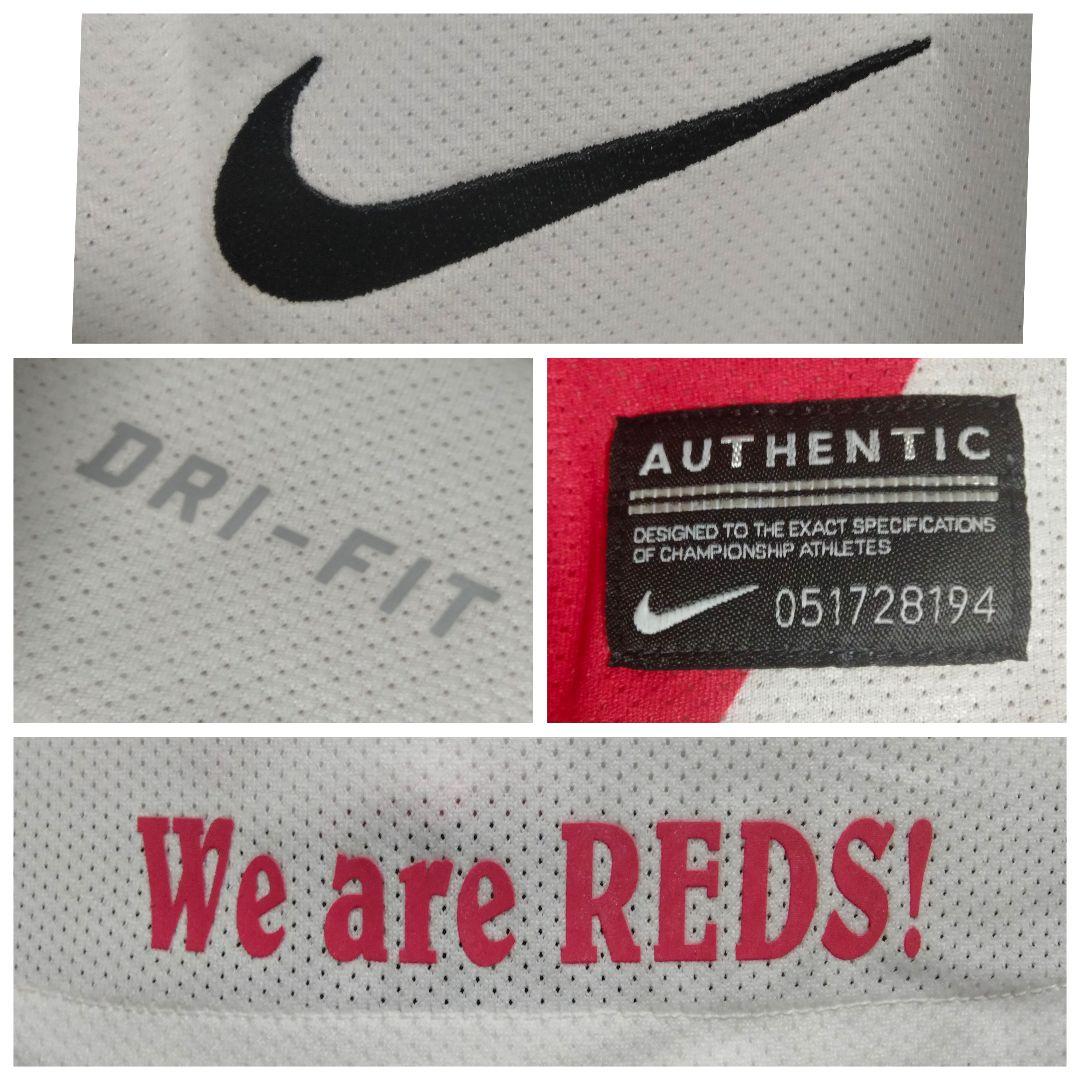 DRI-FIT
AUTHENTIC
DESIGNED TO THE EXACT SPECIFICATIONS
OF CHAMPIONSHIP ATHLETES
051728194
We are REDS!